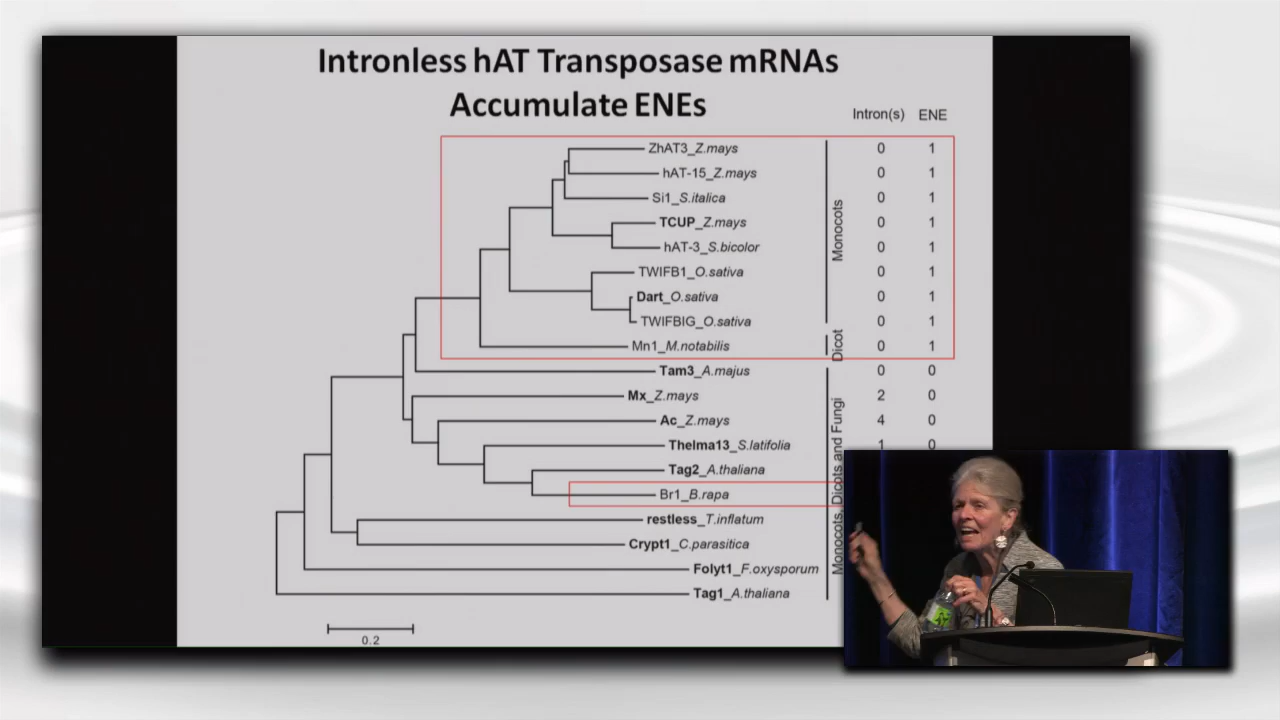 Intronless hAT Transposase mRNAs
Accumulate ENEs
Intron(s) ENE
ZhAT3_Z.mays 0 1
hAT-15_Z.mays 0 1
Si1_S.italica 0 1
TCUP_Z.mays 0 1
hAT-3_S.bicolor 0 1
TWIFB1_O.sativa 0 1
Dart_O.sativa 0 1
TWIFBIG_O.sativa 0 1
Mn1_M.notabilis 0 1
Tam3_A.majus 0 0
Mx_Z.mays 2 0
Ac_Z.mays 4 0
Thelma13_S.latifolia 1 0
Tag2_A.thaliana
Br1_B.rapa
restless_T.inflatum
Crypt1_C.parasitica
Folyt1_F.oxysporum
Tag1_A.thaliana
Monocots
Dicot
Monocots, Dicots and Fungi
0.2